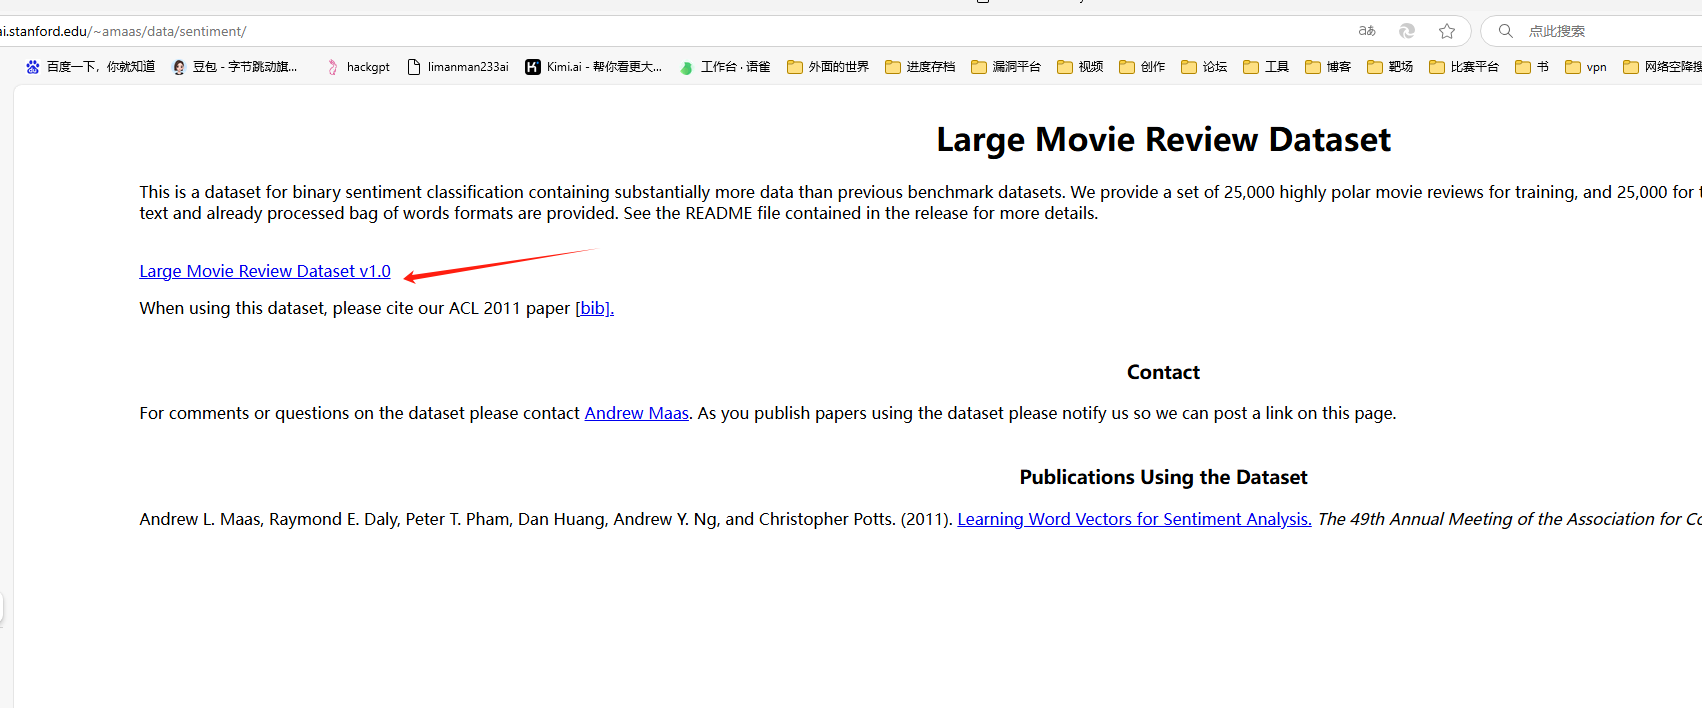 ai.stanford.edu/~amaas/data/sentiment/
aあ
点此搜索
百度一下，你就知道 豆包 - 字节跳动旗... hackgpt limanman233ai Kimi.ai - 帮你看更大... 工作台 · 语雀 外面的世界 进度存档 漏洞平台 视频 创作 论坛 工具 博客 靶场 比赛平台 书 vpn 网络空降搜
Large Movie Review Dataset
This is a dataset for binary sentiment classification containing substantially more data than previous benchmark datasets. We provide a set of 25,000 highly polar movie reviews for training, and 25,000 for
text and already processed bag of words formats are provided. See the README file contained in the release for more details.
Large Movie Review Dataset v1.0
When using this dataset, please cite our ACL 2011 paper [bib].
Contact
For comments or questions on the dataset please contact Andrew Maas. As you publish papers using the dataset please notify us so we can post a link on this page.
Publications Using the Dataset
Andrew L. Maas, Raymond E. Daly, Peter T. Pham, Dan Huang, Andrew Y. Ng, and Christopher Potts. (2011). Learning Word Vectors for Sentiment Analysis. The 49th Annual Meeting of the Association for Co